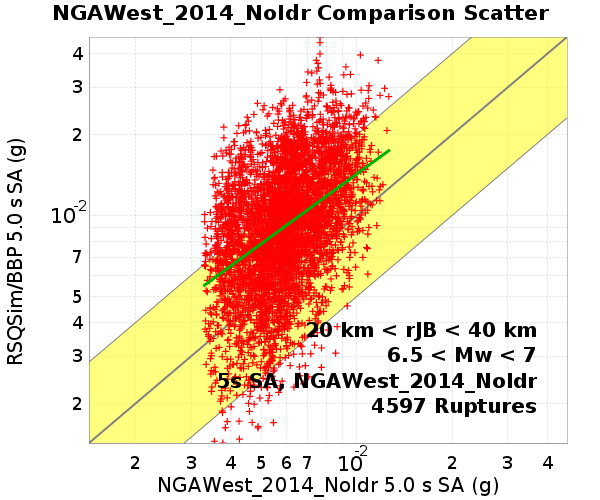 NGAWest_2014_NoIdr Comparison Scatter
4
3
2
10-2
7
5
4
3
2
RSQSim/BBP 5.0 s SA (g)
20 km < rJB < 40 km
6.5 < Mw < 7
5s SA, NGAWest_2014_NoIdr
4597 Ruptures
2 3 4 5 6 7 10-2 2 3 4
NGAWest_2014_NoIdr 5.0 s SA (g)